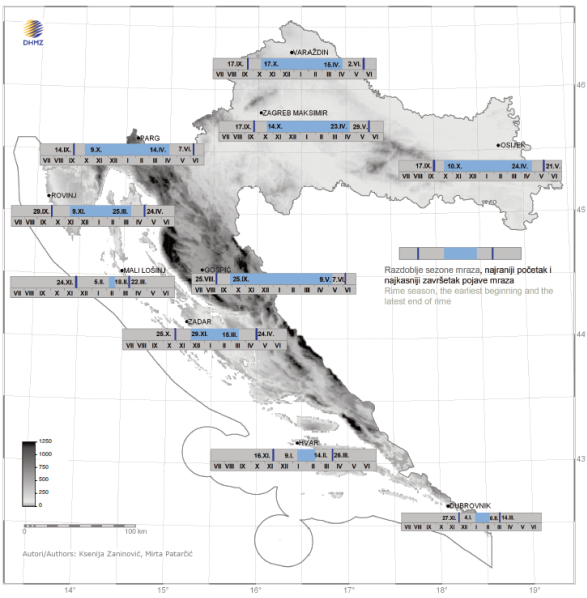 DHMZ
VARAŽDIN
17.IX. 17.X. 15.IV. 2.VI.
VII VIII IX X XI XII I II III IV V VI
46°
ZAGREB MAKSIMIR
17.IX. 14.X. 23.IV. 29.V.
VII VIII IX X XI XII I II III IV V VI
PARG
14.IX. 9.X. 14.IV. 7.VI.
VII VIII IX X XI XII I II III IV V VI
OSIJEK
17.IX. 10.X. 24.IV. 21.V.
VII VIII IX X XI XII I II III IV V VI
ROVINJ
29.IX. 9.XI. 25.III. 24.IV.
VII VIII IX X XI XII I II III IV V VI
45°
MALI LOŠINJ
24.XI. 5.II. 18.II. 22.III.
VII VIII IX X XI XII I II III IV V VI
GOSPIĆ
25.VIII. 25.IX. 9.V. 7.VI.
VII VIII IX X XI XII I II III IV V VI
Razdoblje sezone mraza, najraniji početak i
najkasniji završetak pojave mraza
Rime season, the earliest beginning and the
latest end of rime
ZADAR
25.X. 29.XI. 15.III. 24.IV.
VII VIII IX X XI XII I II III IV V VI
44°
HVAR
16.XI. 9.I. 14.II. 26.III.
VII VIII IX X XI XII I II III IV V VI
43°
1250
1000
750
500
250
0
DUBROVNIK
27.XI. 4.I. 8.II. 14.III.
VII VIII IX X XI XII I II III IV V VI
0 100 km
Autori/Authors: Ksenija Zaninović, Mirta Patarčić
14° 15° 16° 17° 18° 19°